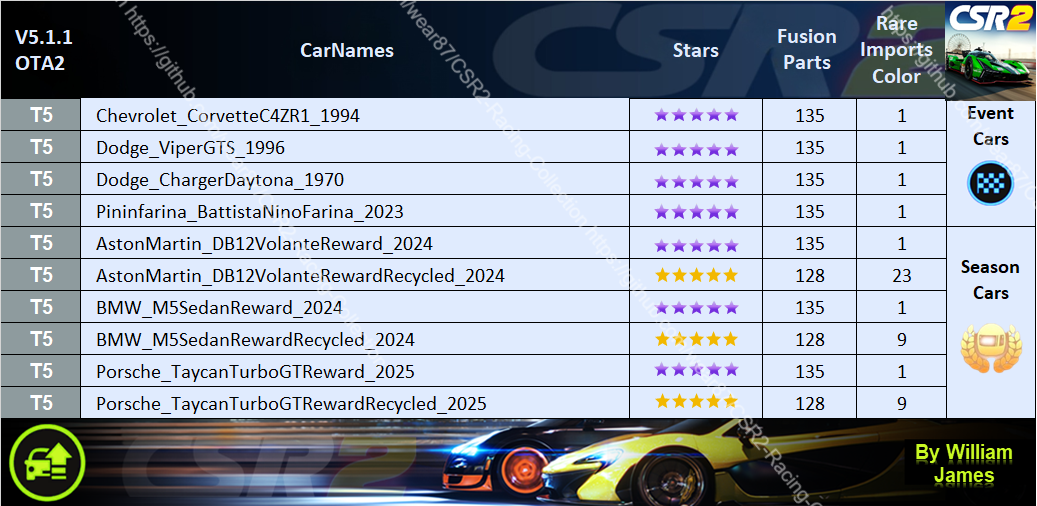 V5.1.1
OTA2
CarNames
Stars
Fusion
Parts
Rare
Imports
Color
CSR2
T5 Chevrolet_CorvetteC4ZR1_1994 ★★★★★ 135 1
T5 Dodge_ViperGTS_1996 ★★★★★ 135 1
T5 Dodge_ChargerDaytona_1970 ★★★★★ 135 1
T5 Pininfarina_BattistaNinoFarina_2023 ★★★★★ 135 1
Event
Cars
T5 AstonMartin_DB12VolanteReward_2024 ★★★★★ 135 1
T5 AstonMartin_DB12VolanteRewardRecycled_2024 ★★★★★ 128 23
T5 BMW_M5SedanReward_2024 ★★★★★ 135 1
T5 BMW_M5SedanRewardRecycled_2024 ★★★★★ 128 9
T5 Porsche_TaycanTurboGTReward_2025 ★★★★★ 135 1
T5 Porsche_TaycanTurboGTRewardRecycled_2025 ★★★★★ 128 9
Season
Cars
CSR2
By William
James